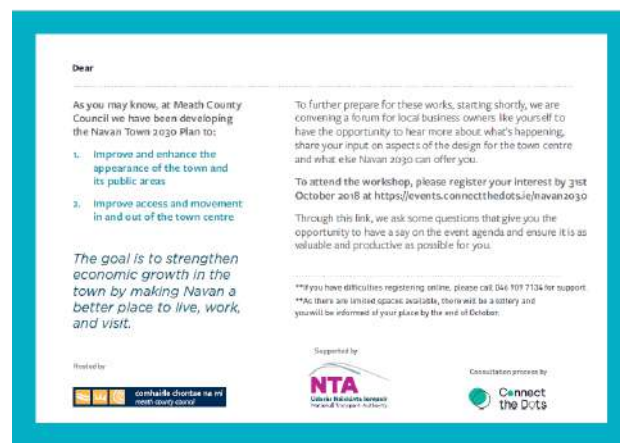 Dear
As you may know, at Meath County
Council we have been developing
the Navan Town 2030 Plan to:
1. Improve and enhance the
appearance of the town and
its public areas
2. Improve access and movement
in and out of the town centre
The goal is to strengthen
economic growth in the
town by making Navan a
better place to live, work,
and visit.
To further prepare for these works, starting shortly, we are
convening a forum for local business owners like yourself to
have the opportunity to hear more about what's happening,
share your input on aspects of the design for the town centre
and what else Navan 2030 can offer you.
To attend the workshop, please register your interest by 31st
October 2018 at https://events.connectthedots.ie/navan2030
Through this link, we ask some questions that give you the
opportunity to have a say on the event agenda and ensure it is as
valuable and productive as possible for you.
**If you have difficulties registering online, please call 046 909 7134 for support.
**As there are limited spaces available, there will be a lottery and
you will be informed of your place by the end of October.
Hosted by
comhairle chontae na mí
meath county council
Supported by
NTA
Údarás Náisiúnta Iompair
National Transport Authority
Consultation process by
Connect
the Dots